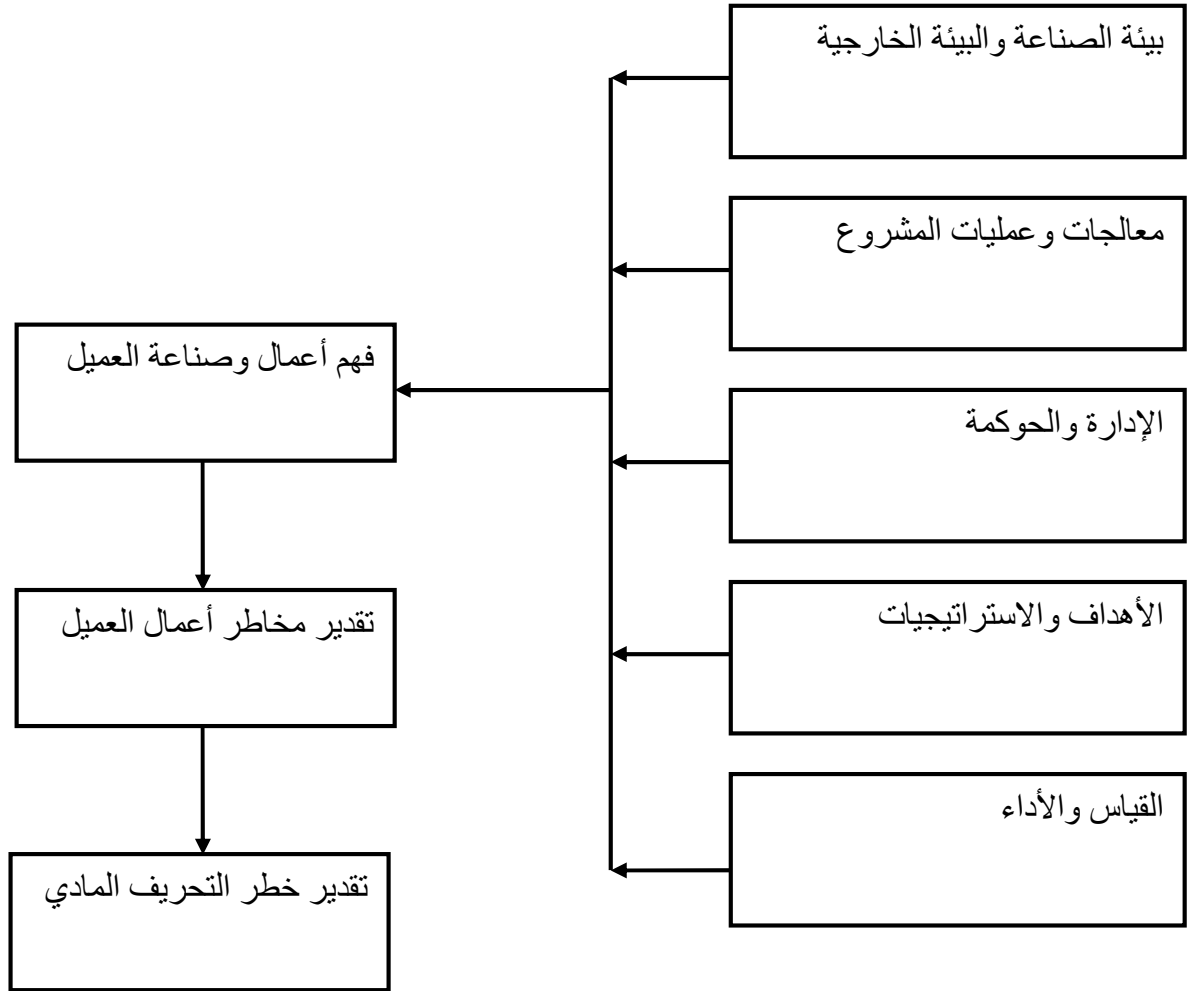 بيئة الصناعة والبيئة الخارجية
معالجات وعمليات المشروع
فهم أعمال وصناعة العميل
الإدارة والحوكمة
تقدير مخاطر أعمال العميل
الأهداف والاستراتيجيات
القياس والأداء
تقدير خطر التحريف المادي